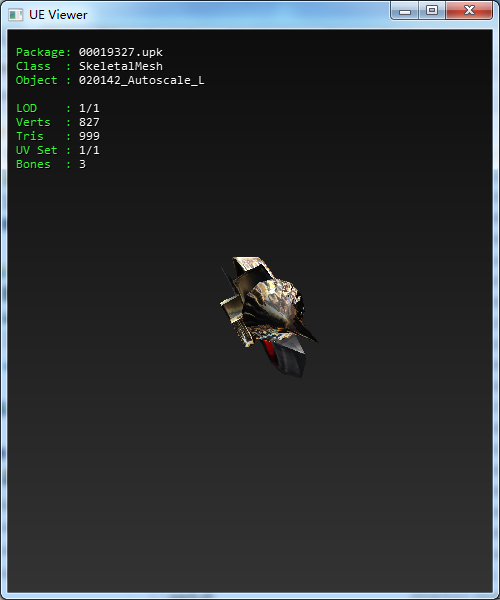 UE Viewer
Package: 00019327.upk
Class : SkeletalMesh
Object : 020142_Autoscale_L
LOD : 1/1
Verts : 827
Tris : 999
UV Set : 1/1
Bones : 3